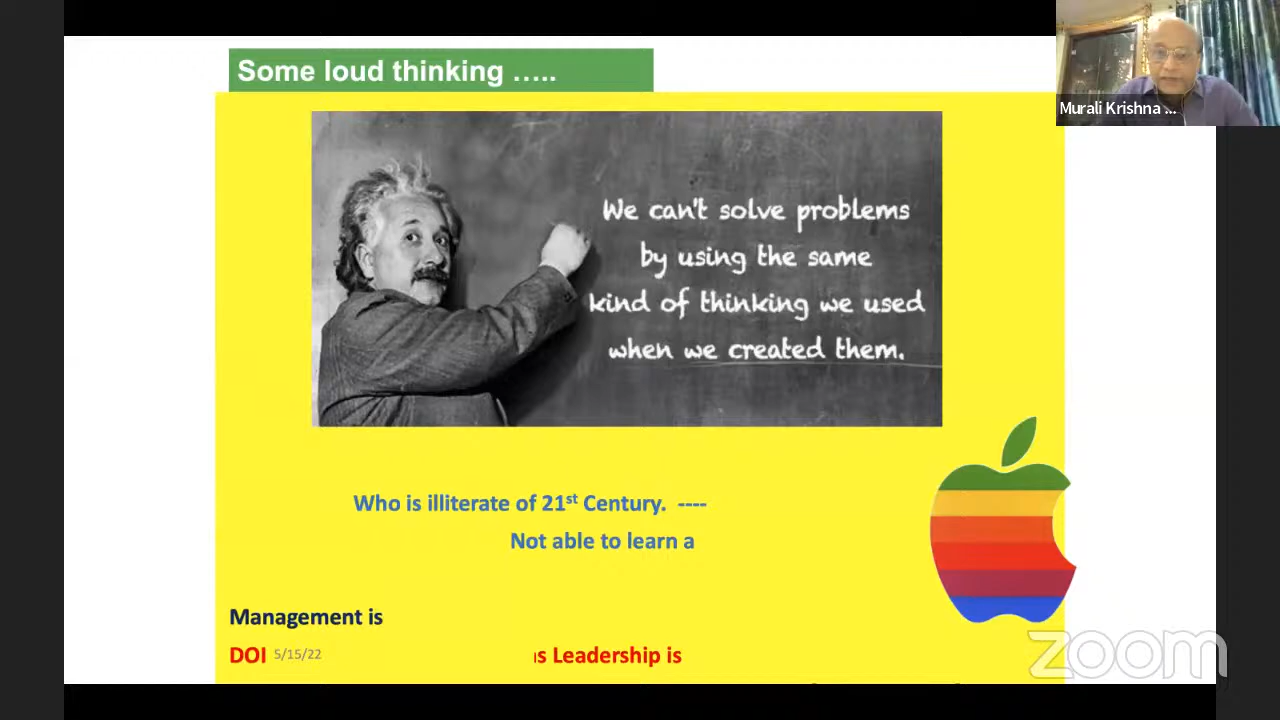 Some loud thinking …..
Murali Krishna ...
We can't solve problems
by using the same
kind of thinking we used
when we created them.
Who is illiterate of 21st Century. ----
Not able to learn a
Management is
DOI 5/15/22 s Leadership is
zoom